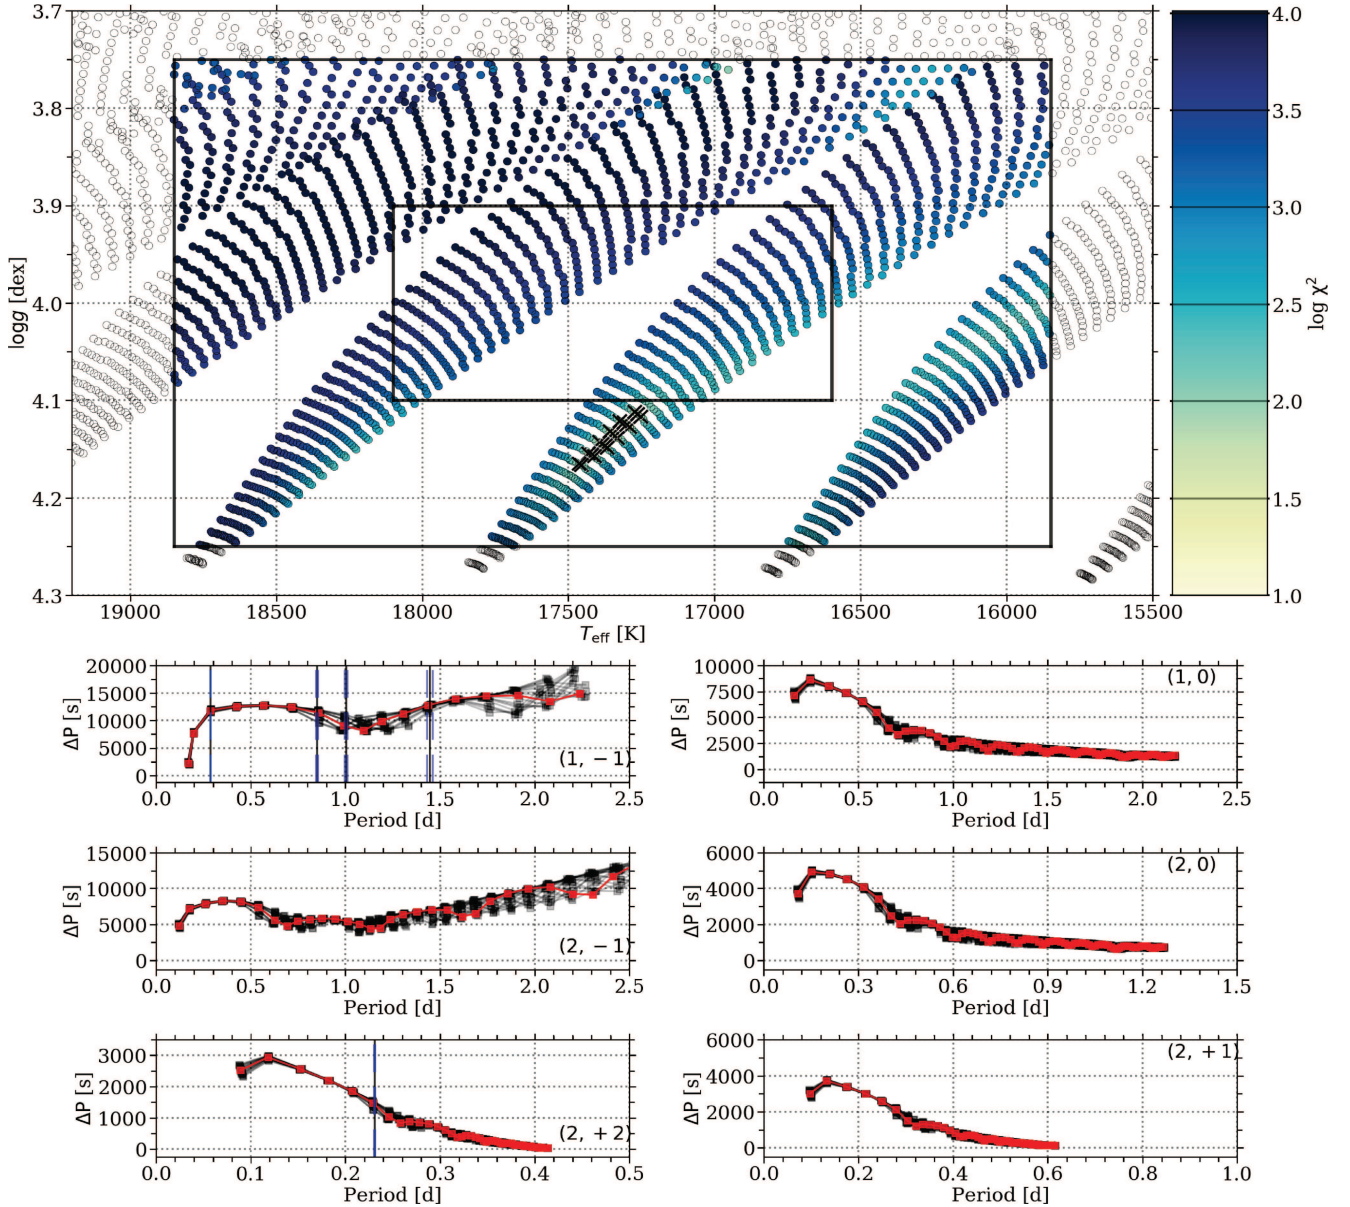 3.7
3.8
3.9
4.0
4.1
4.2
4.3
logg [dex]
19000 18500 18000 17500 17000 16500 16000 15500
T_eff [K]
4.0
3.5
3.0
2.5
2.0
1.5
1.0
log χ²
20000
15000
10000
5000
0
ΔP [s]
(1, −1)
0.0 0.5 1.0 1.5 2.0 2.5
Period [d]
10000
7500
5000
2500
0
ΔP [s]
(1, 0)
0.0 0.5 1.0 1.5 2.0 2.5
Period [d]
15000
10000
5000
0
ΔP [s]
(2, −1)
0.0 0.5 1.0 1.5 2.0 2.5
Period [d]
6000
4000
2000
0
ΔP [s]
(2, 0)
0.0 0.3 0.6 0.9 1.2 1.5
Period [d]
3000
2000
1000
0
ΔP [s]
(2, +2)
0.0 0.1 0.2 0.3 0.4 0.5
Period [d]
6000
4000
2000
0
ΔP [s]
(2, +1)
0.0 0.2 0.4 0.6 0.8 1.0
Period [d]